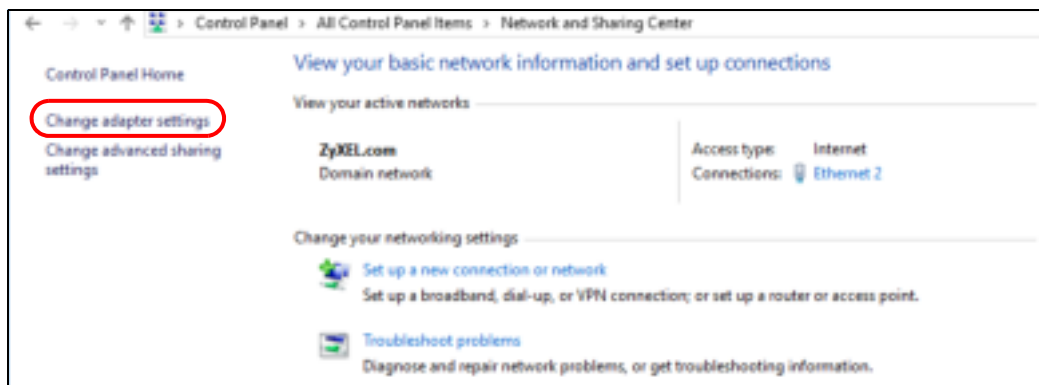 Control Panel > All Control Panel Items > Network and Sharing Center
Control Panel Home
Change adapter settings
Change advanced sharing
settings
View your basic network information and set up connections
View your active networks
ZyXEL.com
Domain network
Access type: Internet
Connections: Ethernet 2
Change your networking settings
Set up a new connection or network
Set up a broadband, dial-up, or VPN connection; or set up a router or access point.
Troubleshoot problems
Diagnose and repair network problems, or get troubleshooting information.